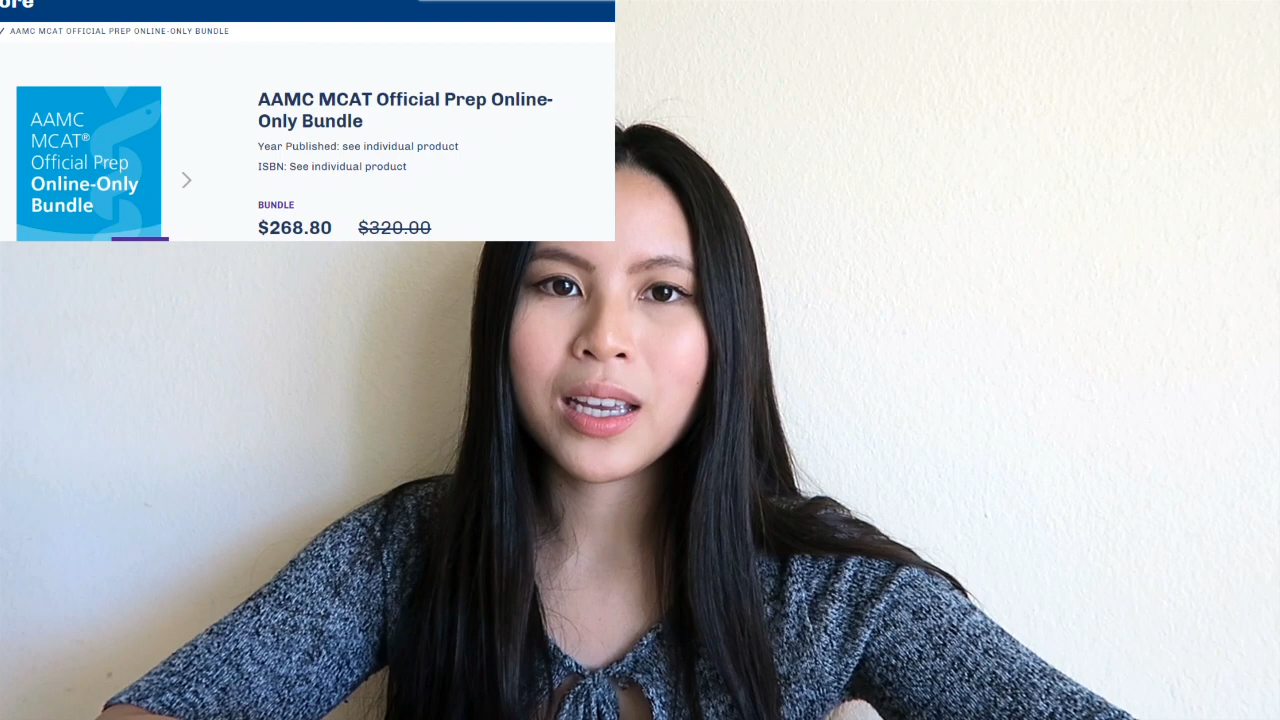 ore
AAMC MCAT OFFICIAL PREP ONLINE-ONLY BUNDLE
AAMC
MCAT®
Official Prep
Online-Only
Bundle
AAMC MCAT Official Prep Online-
Only Bundle
Year Published: see individual product
ISBN: See individual product
BUNDLE
$268.80 $320.00